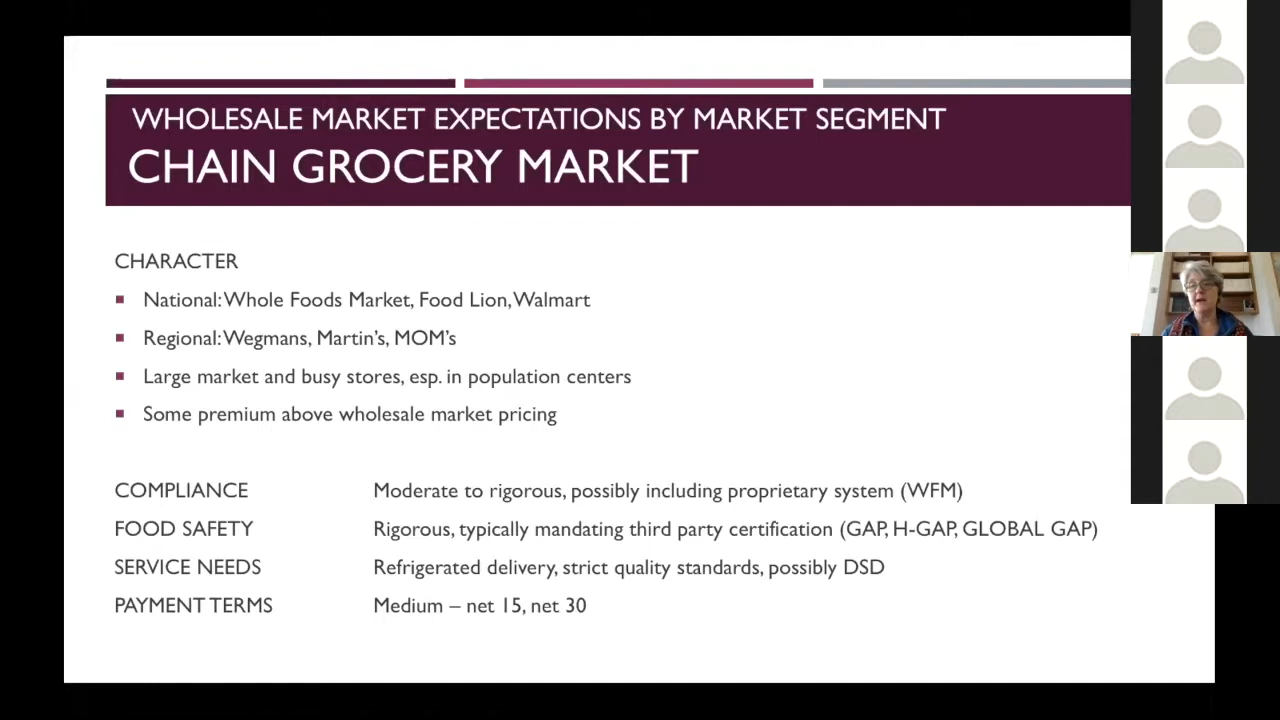 WHOLESALE MARKET EXPECTATIONS BY MARKET SEGMENT
CHAIN GROCERY MARKET
CHARACTER
National: Whole Foods Market, Food Lion, Walmart
Regional: Wegmans, Martin's, MOM's
Large market and busy stores, esp. in population centers
Some premium above wholesale market pricing
COMPLIANCE Moderate to rigorous, possibly including proprietary system (WFM)
FOOD SAFETY Rigorous, typically mandating third party certification (GAP, H-GAP, GLOBAL GAP)
SERVICE NEEDS Refrigerated delivery, strict quality standards, possibly DSD
PAYMENT TERMS Medium – net 15, net 30